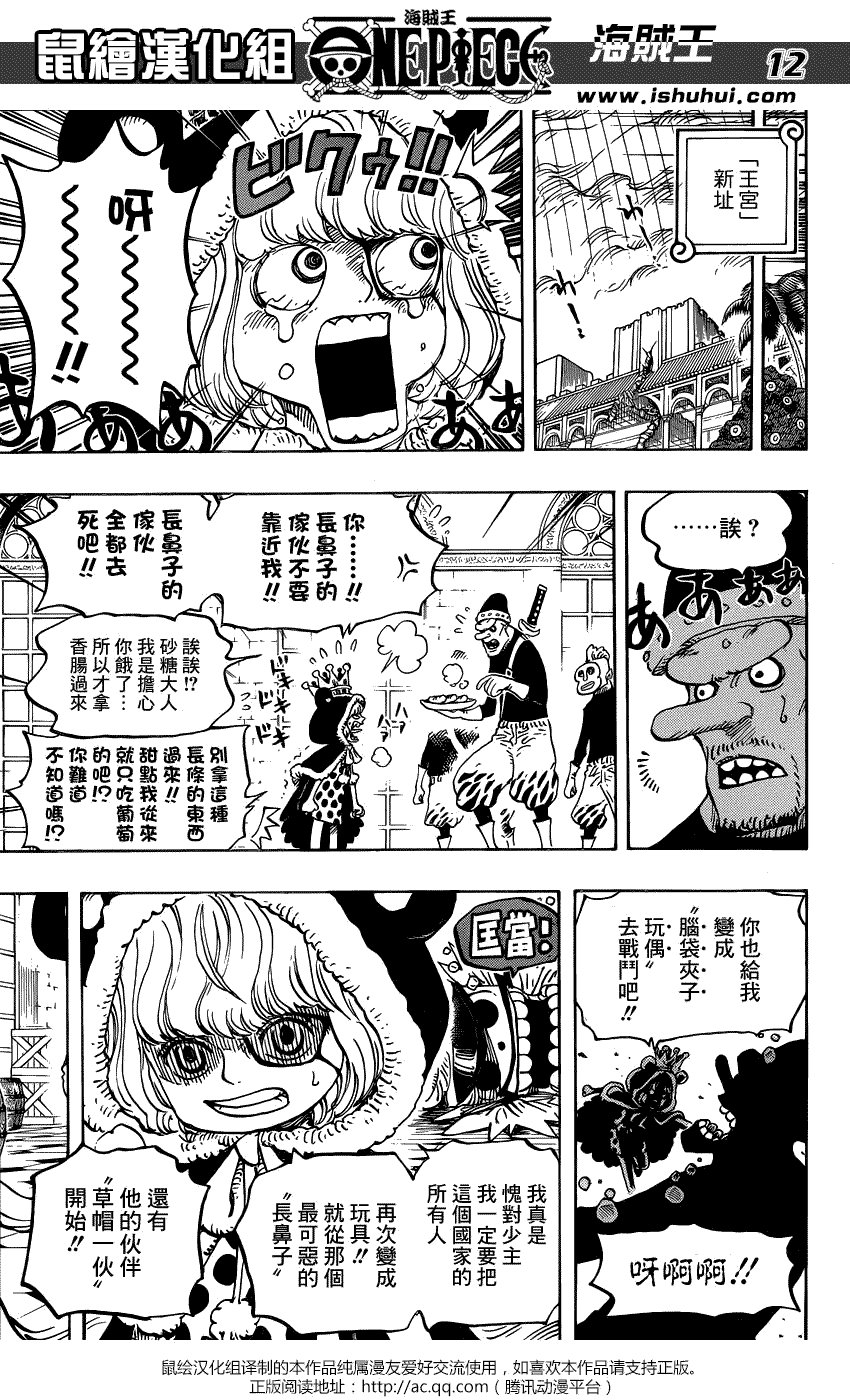 鼠繪漢化組
海賊王
ONE PIECE
海賊王
12
www.ishuhui.com
「王宮」
新址
わー!
ビクゥ!!
呀
〜〜〜〜〜!!
ああああああ
……誒？
あああああ
你……!!
長鼻子的
傢伙不要
靠近我!!
長鼻子的
傢伙
全都去
死吧!!
誒誒!?
砂糖大人
我是擔心
你餓了…
所以才拿
香腸過來
ドキドキ
別拿這種
長條的東西
過來!!
甜點我從來
就只吃葡萄
的吧!?
你難道
不知道嗎!?
你也給我
變成
“腦袋夾子
玩偶”
去戰鬥吧!!
呀啊啊!!
匡當!
我真是
愧對少主
我一定要把
這個國家的
所有人
再次變成
玩具!!
就從那個
最可惡的
“長鼻子”
還有
他的伙伴
“草帽一伙”
開始!!
鼠绘汉化组译制的本作品纯属漫友爱好交流使用，如喜欢本作品请支持正版。
正版阅读地址：http://ac.qq.com（腾讯动漫平台）